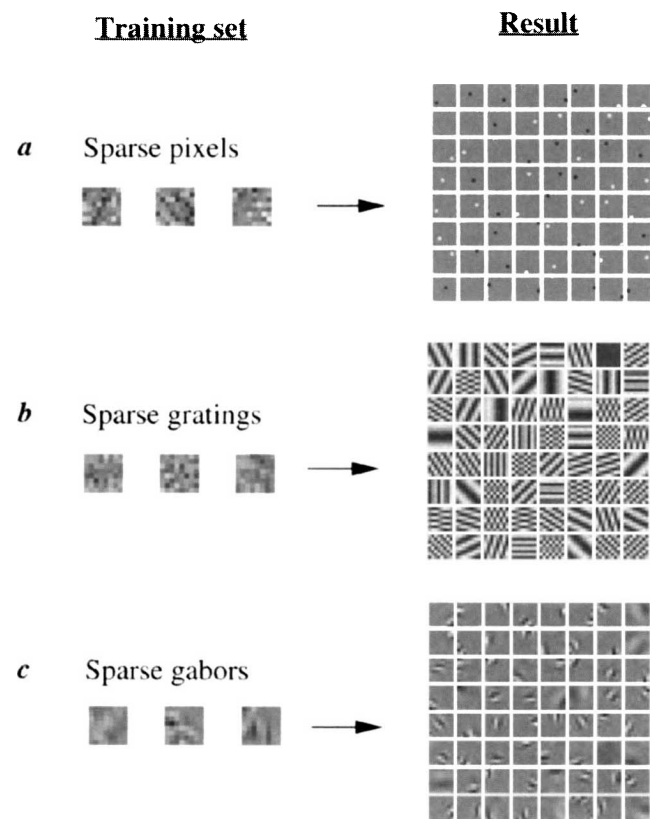 Training set
Result
a Sparse pixels
b Sparse gratings
c Sparse gabors